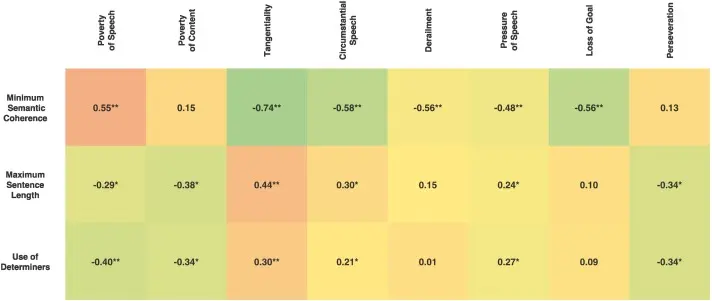 Poverty
of Speech
Poverty
of Content
Tangentiality
Circumstantial
Speech
Derailment
Pressure
of Speech
Loss of Goal
Perseveration
Minimum
Semantic
Coherence
0.55** 0.15 -0.74** -0.58** -0.56** -0.48** -0.56** 0.13
Maximum
Sentence
Length
-0.29* -0.38* 0.44** 0.30* 0.15 0.24* 0.10 -0.34*
Use of
Determiners
-0.40** -0.34* 0.30** 0.21* 0.01 0.27* 0.09 -0.34*